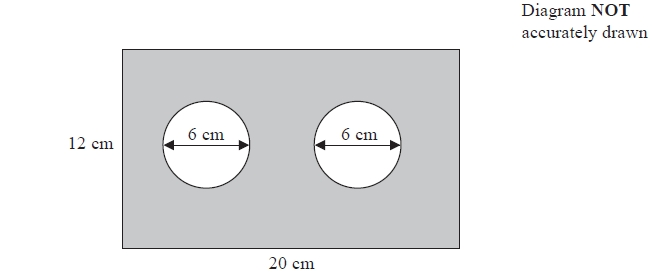 Diagram NOT
accurately drawn
6 cm
6 cm
12 cm
20 cm